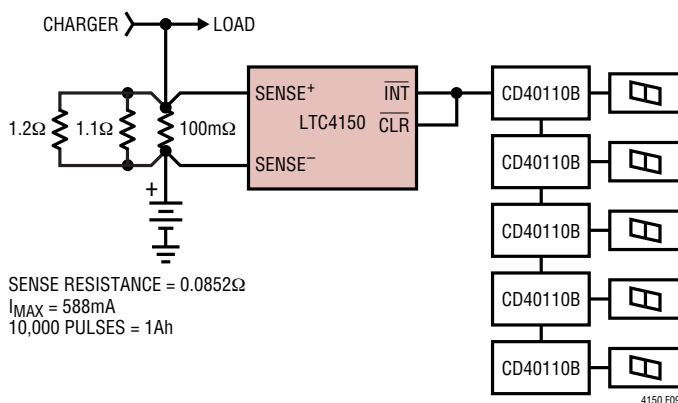 CHARGER
LOAD
1.2Ω
1.1Ω
100mΩ
SENSE+
INT
LTC4150
CLR
SENSE–
+
CD40110B
CD40110B
CD40110B
CD40110B
CD40110B
SENSE RESISTANCE = 0.0852Ω
IMAX = 588mA
10,000 PULSES = 1Ah
4150 F09